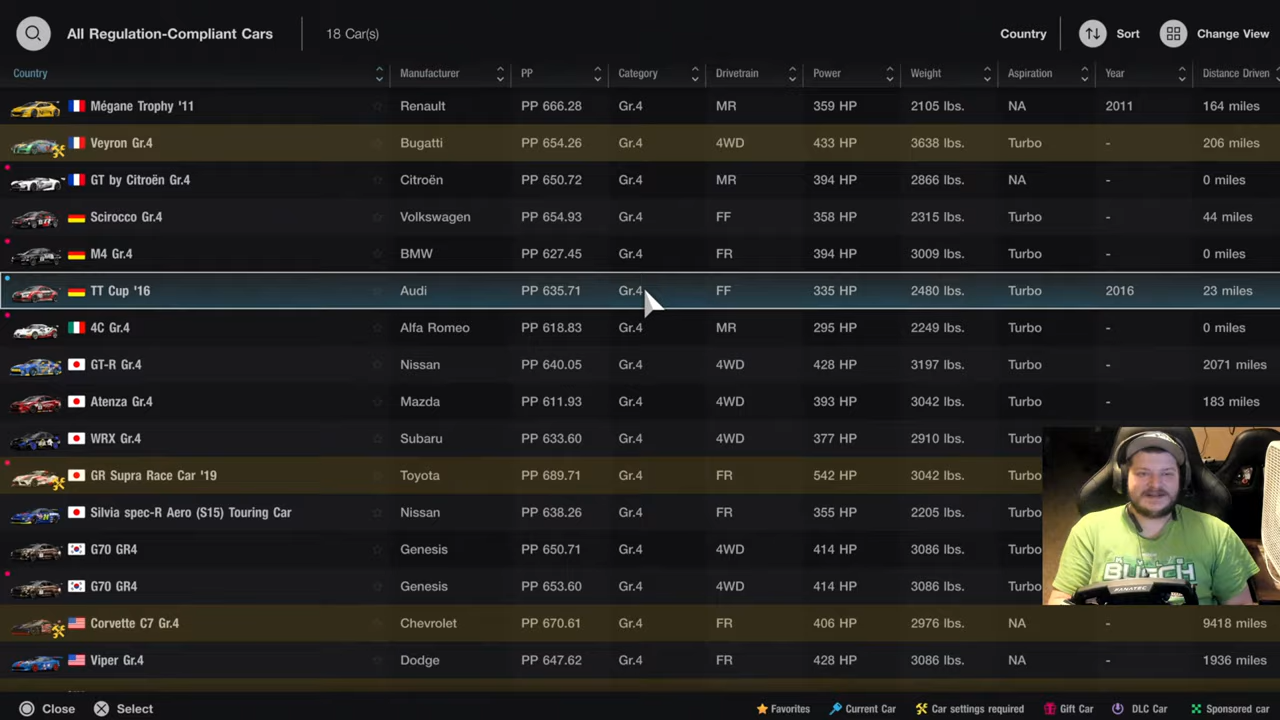 All Regulation-Compliant Cars 18 Car(s) Country Sort Change View
Country Manufacturer PP Category Drivetrain Power Weight Aspiration Year Distance Driven
Mégane Trophy '11 Renault PP 666.28 Gr.4 MR 359 HP 2105 lbs. NA 2011 164 miles
Veyron Gr.4 Bugatti PP 654.26 Gr.4 4WD 433 HP 3638 lbs. Turbo - 206 miles
GT by Citroën Gr.4 Citroën PP 650.72 Gr.4 MR 394 HP 2866 lbs. NA - 0 miles
Scirocco Gr.4 Volkswagen PP 654.93 Gr.4 FF 358 HP 2315 lbs. Turbo - 44 miles
M4 Gr.4 BMW PP 627.45 Gr.4 FR 394 HP 3009 lbs. Turbo - 0 miles
TT Cup '16 Audi PP 635.71 Gr.4 FF 335 HP 2480 lbs. Turbo 2016 23 miles
4C Gr.4 Alfa Romeo PP 618.83 Gr.4 MR 295 HP 2249 lbs. Turbo - 0 miles
GT-R Gr.4 Nissan PP 640.05 Gr.4 4WD 428 HP 3197 lbs. Turbo - 2071 miles
Atenza Gr.4 Mazda PP 611.93 Gr.4 4WD 393 HP 3042 lbs. Turbo - 183 miles
WRX Gr.4 Subaru PP 633.60 Gr.4 4WD 377 HP 2910 lbs. Turbo
GR Supra Race Car '19 Toyota PP 689.71 Gr.4 FR 542 HP 3042 lbs. Turbo
Silvia spec-R Aero (S15) Touring Car Nissan PP 638.26 Gr.4 FR 355 HP 2205 lbs. Turbo
G70 GR4 Genesis PP 650.71 Gr.4 4WD 414 HP 3086 lbs. Turbo
G70 GR4 Genesis PP 653.60 Gr.4 4WD 414 HP 3086 lbs. Turbo
Corvette C7 Gr.4 Chevrolet PP 670.61 Gr.4 FR 406 HP 2976 lbs. NA - 9418 miles
Viper Gr.4 Dodge PP 647.62 Gr.4 FR 428 HP 3086 lbs. NA - 1936 miles
FANATEC
Close Select Favorites Current Car Car settings required Gift Car DLC Car Sponsored car